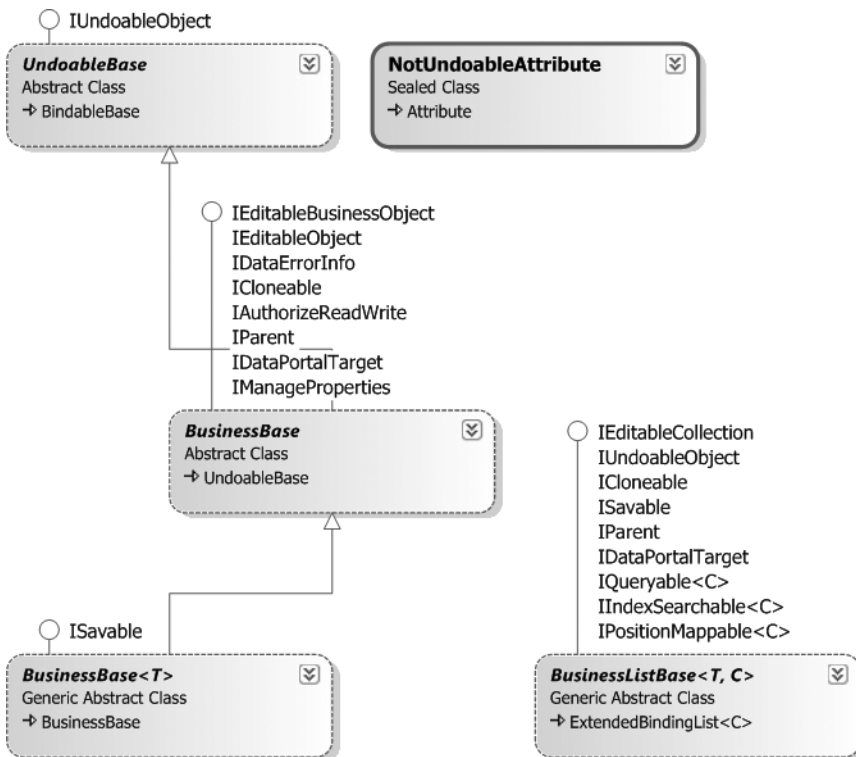 IUndoableObject
UndoableBase
Abstract Class
BindableBase
NotUndoableAttribute
Sealed Class
Attribute
IEditableBusinessObject
IEditableObject
IDataErrorInfo
ICloneable
IAuthorizeReadWrite
IParent
IDataPortalTarget
IManageProperties
BusinessBase
Abstract Class
UndoableBase
ISavable
BusinessBase<T>
Generic Abstract Class
BusinessBase
IEditableCollection
IUndoableObject
ICloneable
ISavable
IParent
IDataPortalTarget
IQueryable<C>
IIndexSearchable<C>
IPositionMappable<C>
BusinessListBase<T, C>
Generic Abstract Class
ExtendedBindingList<C>